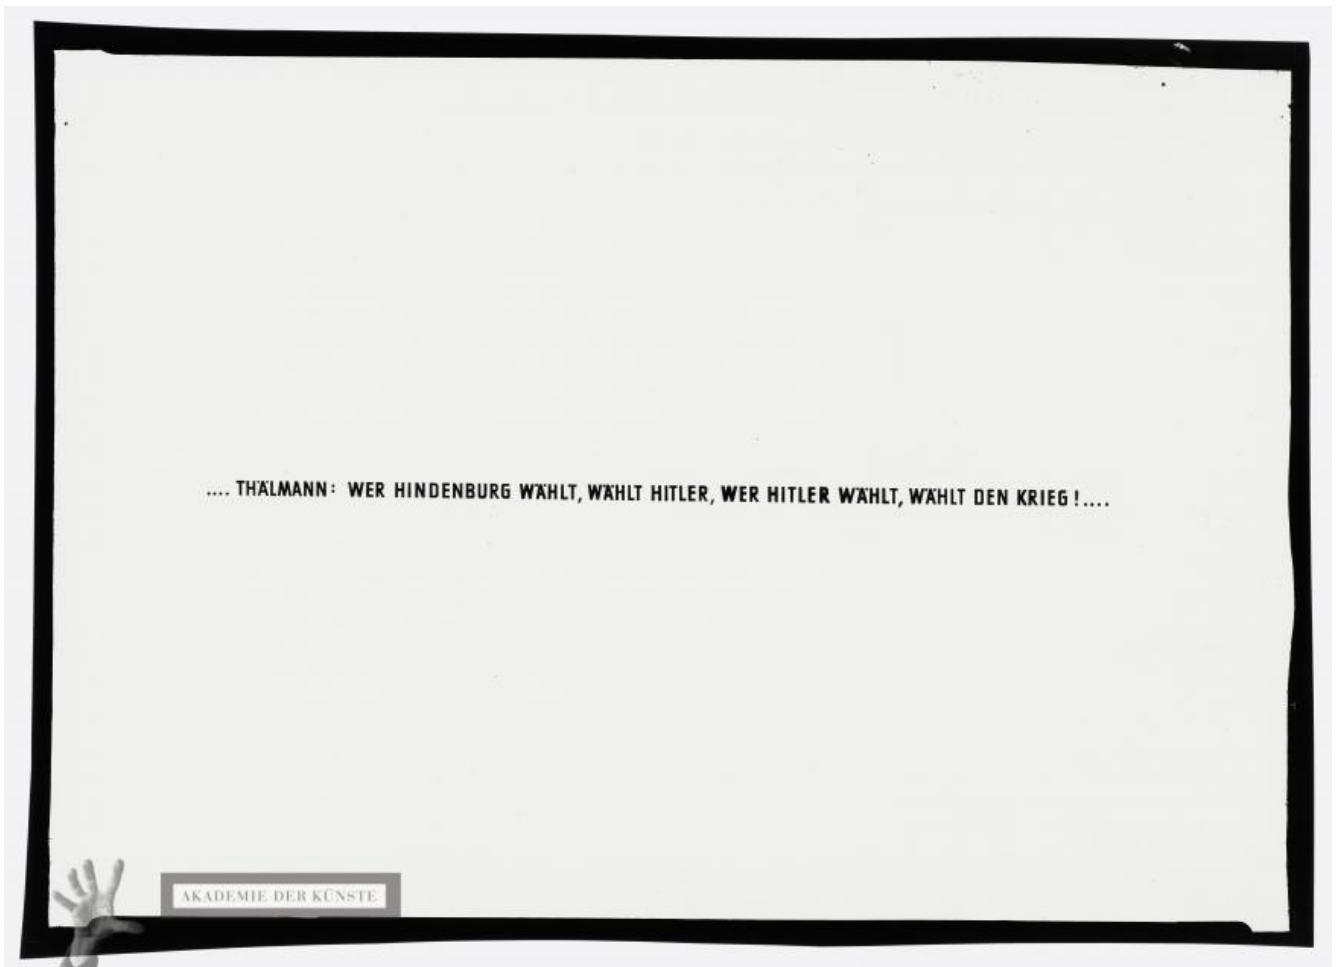 .... THÄLMANN: WER HINDENBURG WÄHLT, WÄHLT HITLER, WER HITLER WÄHLT, WÄHLT DEN KRIEG!....
AKADEMIE DER KÜNSTE